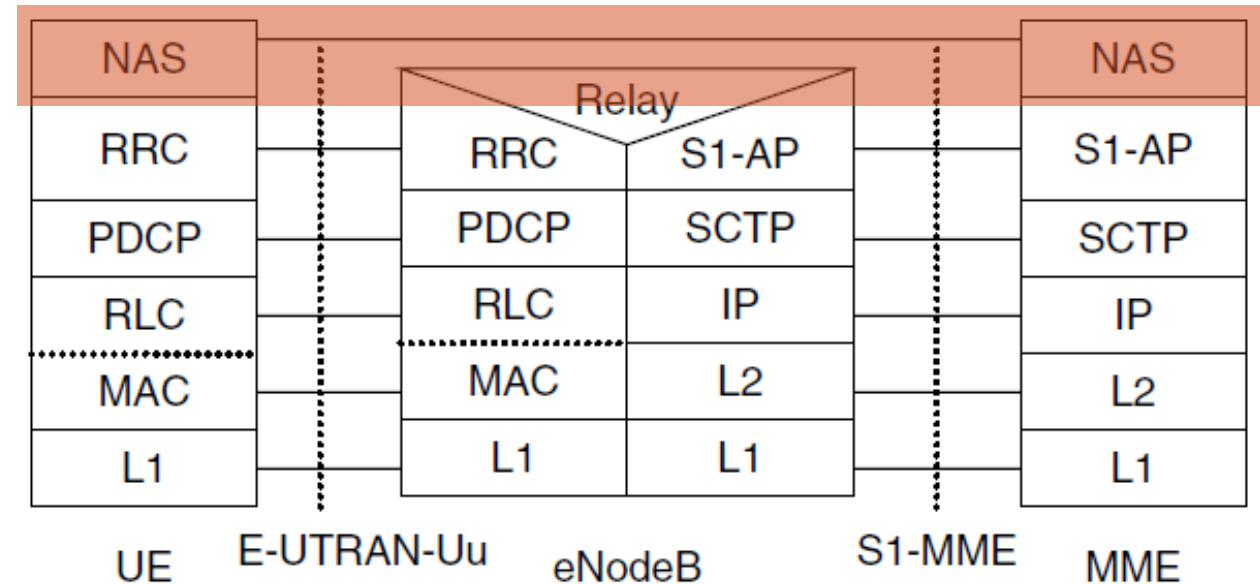 NAS
NAS
Relay
RRC
RRC
S1-AP
S1-AP
PDCP
PDCP
SCTP
SCTP
RLC
RLC
IP
IP
MAC
MAC
L2
L2
L1
L1
L1
L1
UE
E-UTRAN-Uu
eNodeB
S1-MME
MME